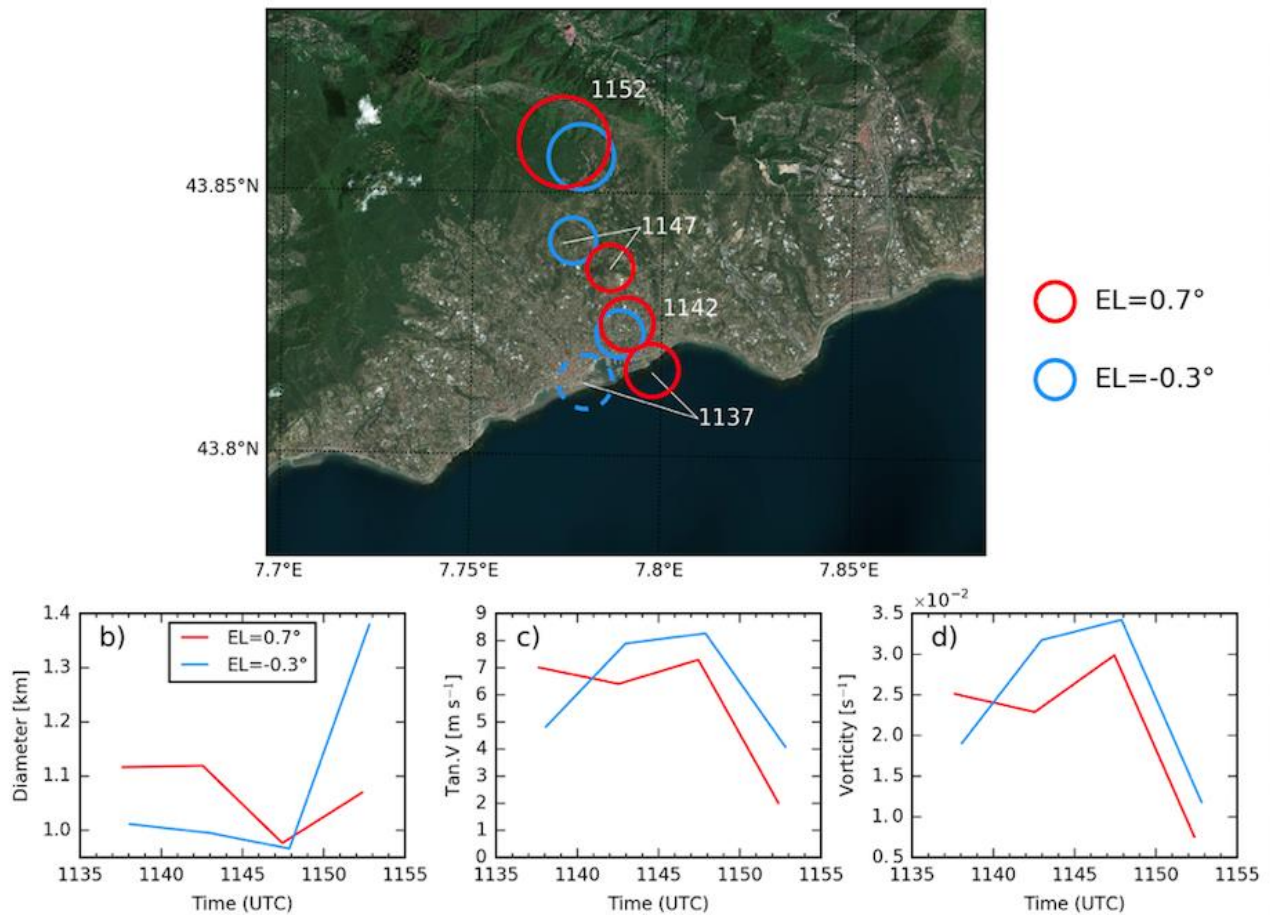 1152
43.85°N
1147
EL=0.7°
1142
EL=-0.3°
1137
43.8°N
7.7°E 7.75°E 7.8°E 7.85°E
b)
EL=0.7°
EL=-0.3°
Diameter [km]
1.4
1.3
1.2
1.1
1.0
1135 1140 1145 1150 1155
Time (UTC)
c)
Tan.V [m s⁻¹]
9
8
7
6
5
4
3
2
1
0
1135 1140 1145 1150 1155
Time (UTC)
×10⁻²
d)
Vorticity [s⁻¹]
3.5
3.0
2.5
2.0
1.5
1.0
0.5
1135 1140 1145 1150 1155
Time (UTC)